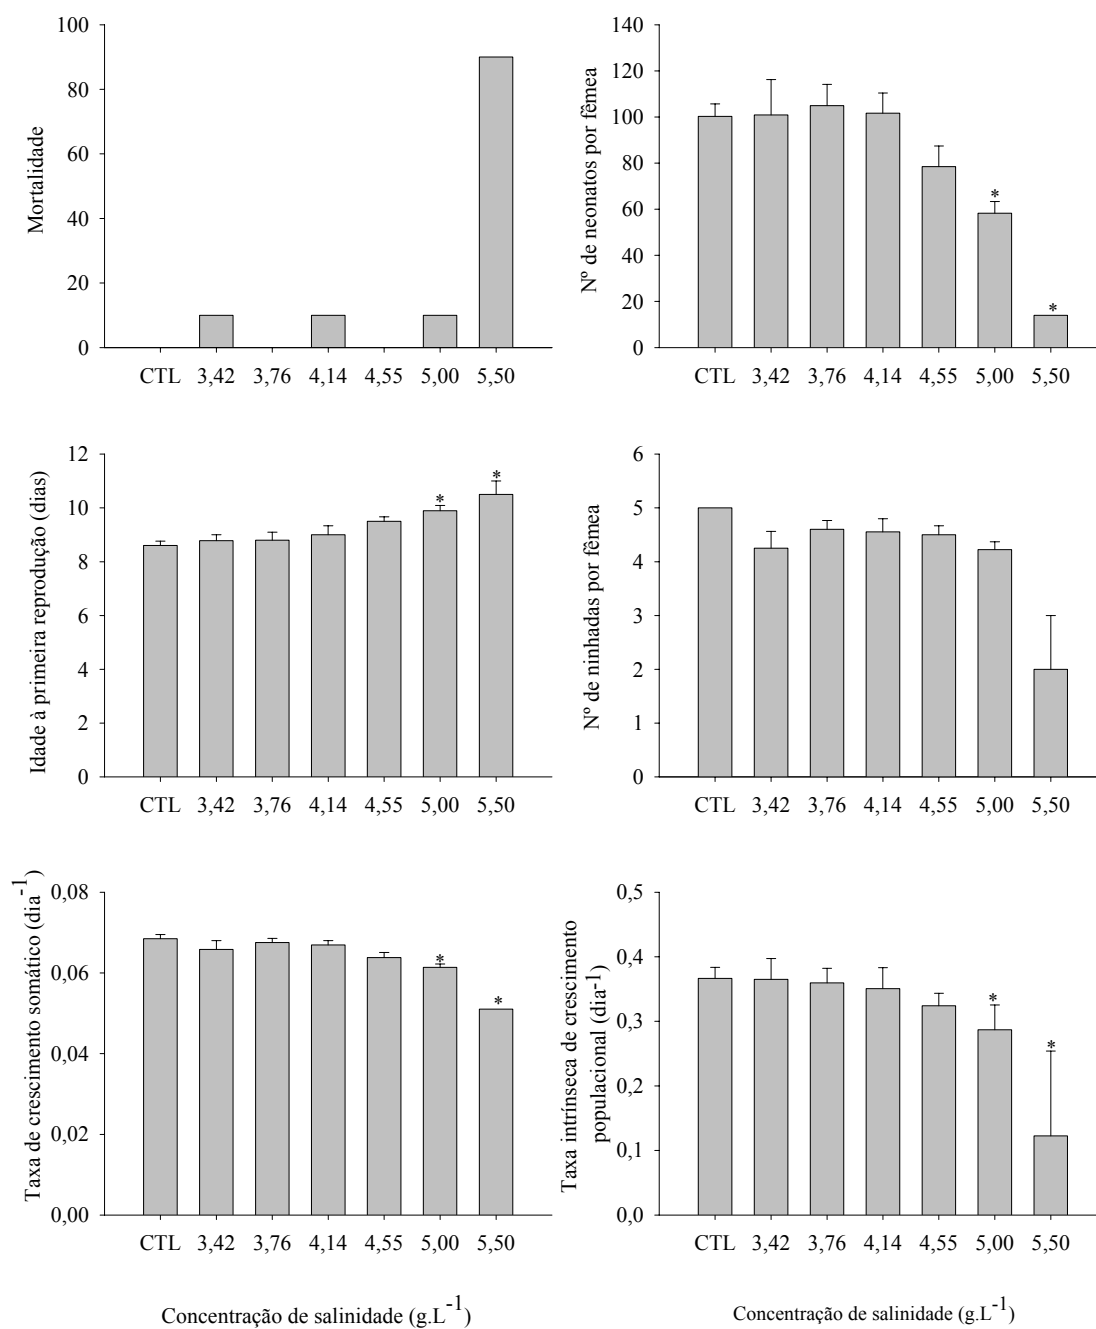 Mortalidade
100
80
60
40
20
0
CTL 3,42 3,76 4,14 4,55 5,00 5,50
Nº de neonatos por fêmea
140
120
100
80
60
40
20
0
* *
CTL 3,42 3,76 4,14 4,55 5,00 5,50
Idade à primeira reprodução (dias)
12
10
8
6
4
2
0
* *
CTL 3,42 3,76 4,14 4,55 5,00 5,50
Nº de ninhadas por fêmea
6
5
4
3
2
1
0
CTL 3,42 3,76 4,14 4,55 5,00 5,50
Taxa de crescimento somático (dia-1)
0,08
0,06
0,04
0,02
0,00
* *
CTL 3,42 3,76 4,14 4,55 5,00 5,50
Concentração de salinidade (g.L-1)
Taxa intrínseca de crescimento
populacional (dia-1)
0,5
0,4
0,3
0,2
0,1
0,0
* *
CTL 3,42 3,76 4,14 4,55 5,00 5,50
Concentração de salinidade (g.L-1)